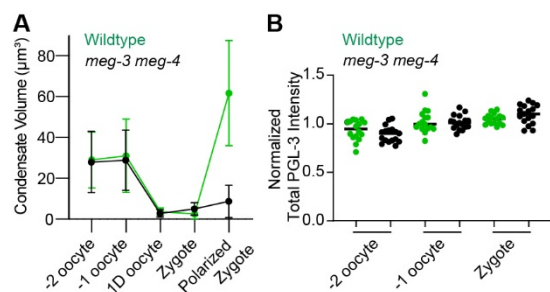 A
Wildtype
meg-3 meg-4
Condensate Volume (µm³)
80
60
40
20
0
-2 oocyte
-1 oocyte
1D oocyte
Zygote
Polarized
Zygote
B
Wildtype
meg-3 meg-4
Normalized
Total PGL-3 Intensity
1.5
1.0
0.5
0.0
-2 oocyte
-1 oocyte
Zygote